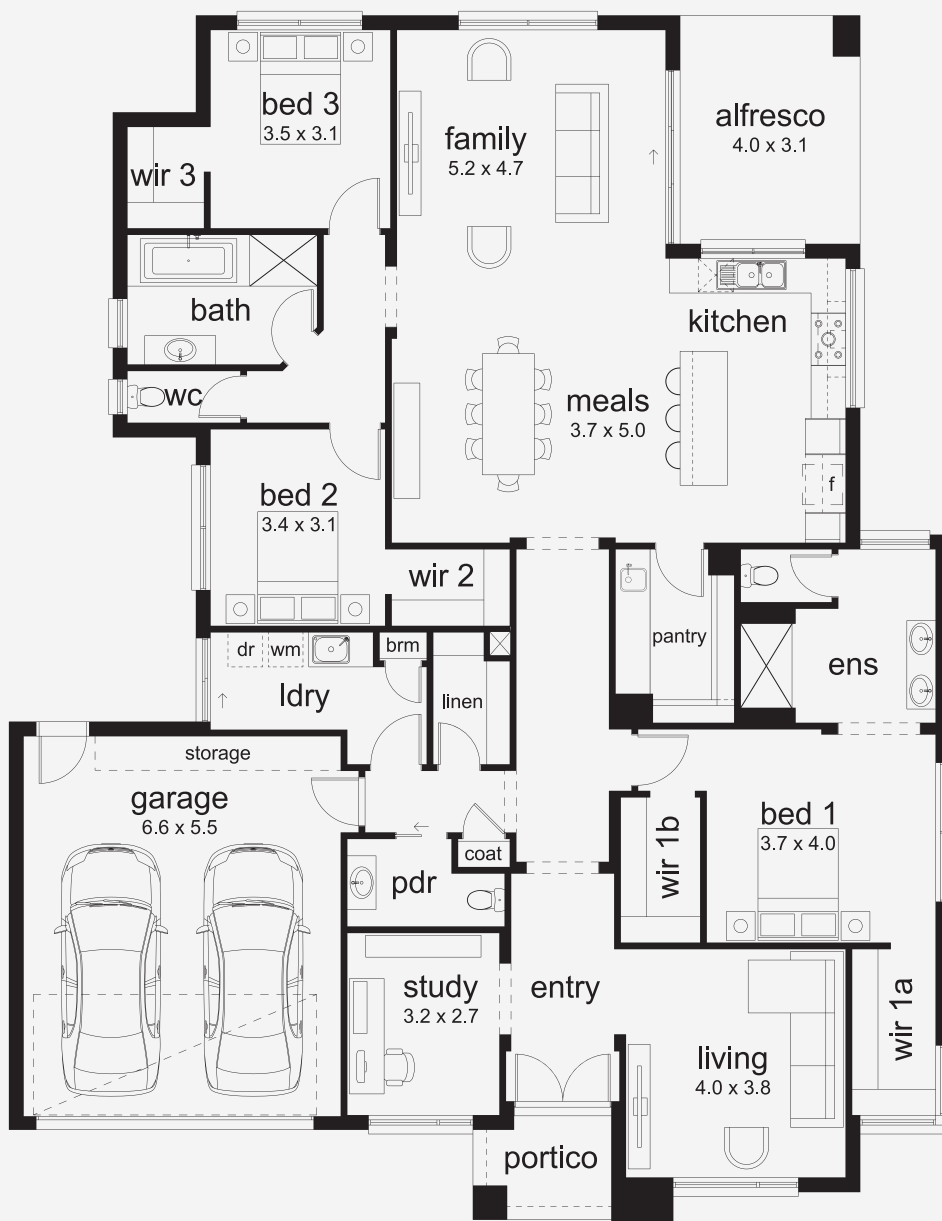 bed 3
3.5 x 3.1
family
5.2 x 4.7
alfresco
4.0 x 3.1
wir 3
bath
kitchen
wc
meals
3.7 x 5.0
bed 2
3.4 x 3.1
f
wir 2
dr
wm
brm
pantry
ens
ldry
linen
storage
garage
6.6 x 5.5
bed 1
3.7 x 4.0
wir 1b
coat
pdr
study
3.2 x 2.7
entry
wir 1a
living
4.0 x 3.8
portico